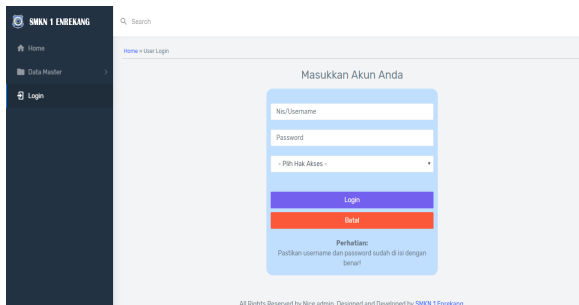 SMKN 1 ENREKANG
Search
Home
Data Master
Login
Home » User Login
Masukkan Akun Anda
Nis/Username
Password
- Pilih Hak Akses -
Login
Batal
Perhatian:
Pastikan username dan password sudah di isi dengan
benar!
All Rights Reserved by Nice admin. Designed and Developed by SMKN 1 Enrekang